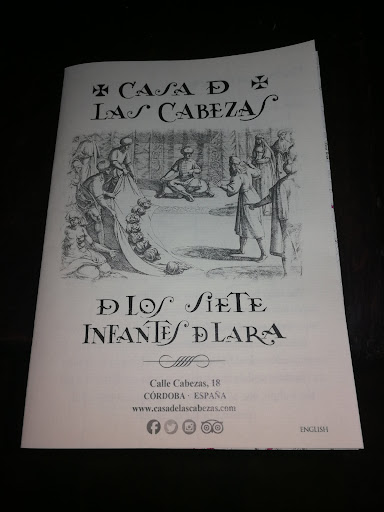 CASA D
LAS CABEZAS
D LOS SIETE
INFANTES D LARA
Calle Cabezas, 18
CÓRDOBA · ESPAÑA
www.casadelascabezas.com
ENGLISH